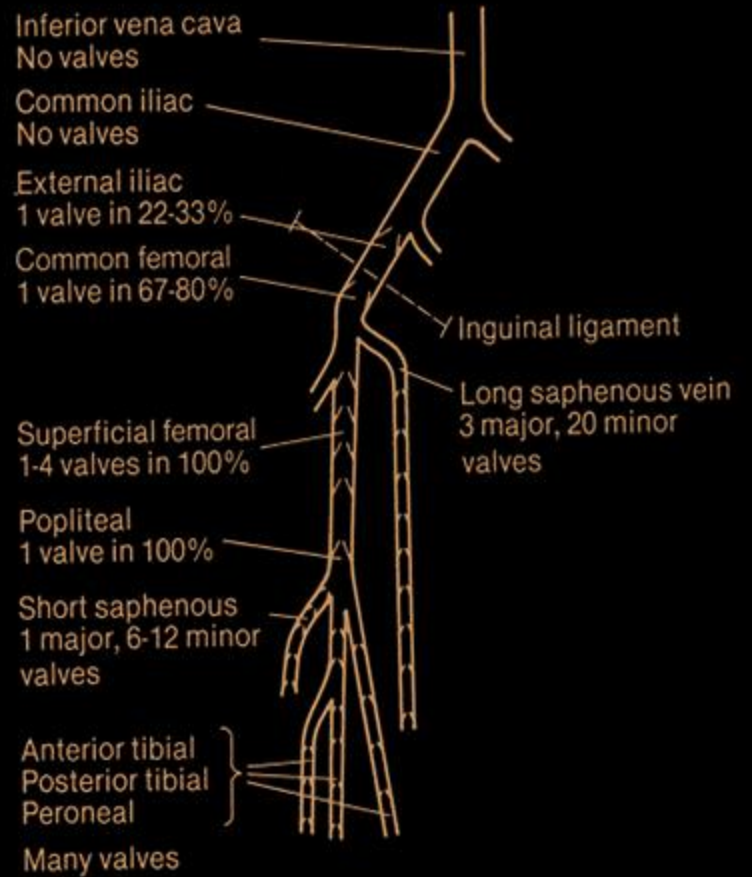 Inferior vena cava
No valves
Common iliac
No valves
External iliac
1 valve in 22-33%
Common femoral
1 valve in 67-80%
Inguinal ligament
Long saphenous vein
3 major, 20 minor
valves
Superficial femoral
1-4 valves in 100%
Popliteal
1 valve in 100%
Short saphenous
1 major, 6-12 minor
valves
Anterior tibial
Posterior tibial
Peroneal
Many valves